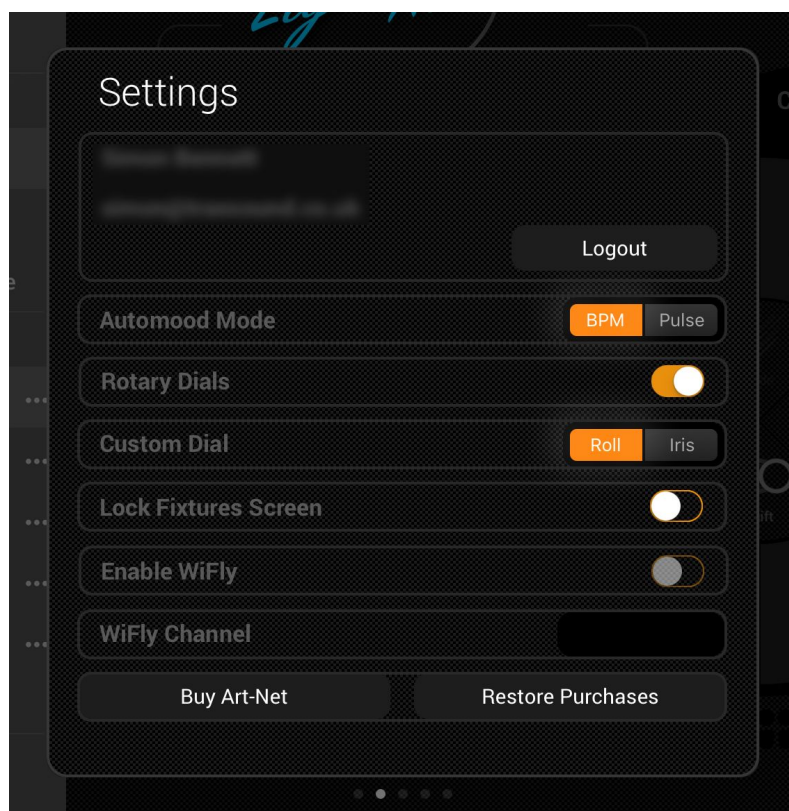 Settings
Logout
Automood Mode BPM Pulse
Rotary Dials
Custom Dial Roll Iris
Lock Fixtures Screen
Enable WiFly
WiFly Channel
Buy Art-Net Restore Purchases